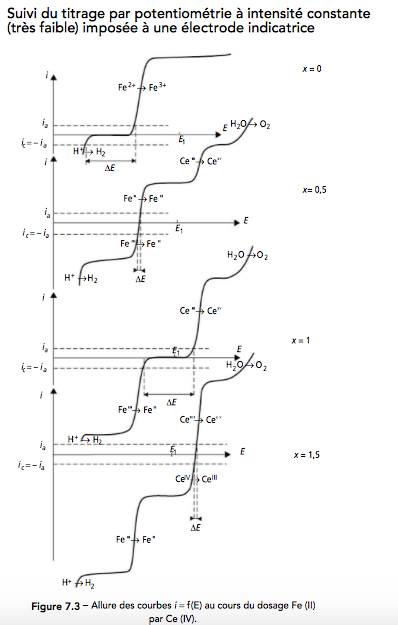 Suivi du titrage par potentiométrie à intensité constante
(très faible) imposée à une électrode indicatrice
i
Fe²⁺ → Fe³⁺
x = 0
iₐ
E₁
E H₂O → O₂
i꜀ = – iₐ
H⁺ → H₂
i
ΔE
Ce " → Ce'"
Fe" → Fe "
x = 0,5
iₐ
E
i꜀ = – iₐ
E₁
Fe " → Fe "
H₂O → O₂
H⁺ → H₂
ΔE
i
Ce " → Ce'"
x = 1
iₐ
E₁
E
i꜀ = – iₐ
H₂O → O₂
i
ΔE
Fe" → Fe"
Ce" → Ce"
H⁺ → H₂
iₐ
E₁
E
x = 1,5
i꜀ = – iₐ
Ceᴵⱽ → Ceᴵᴵᴵ
ΔE
Fe " → Fe"
H⁺ → H₂
Figure 7.3 – Allure des courbes i = f(E) au cours du dosage Fe (II)
par Ce (IV).